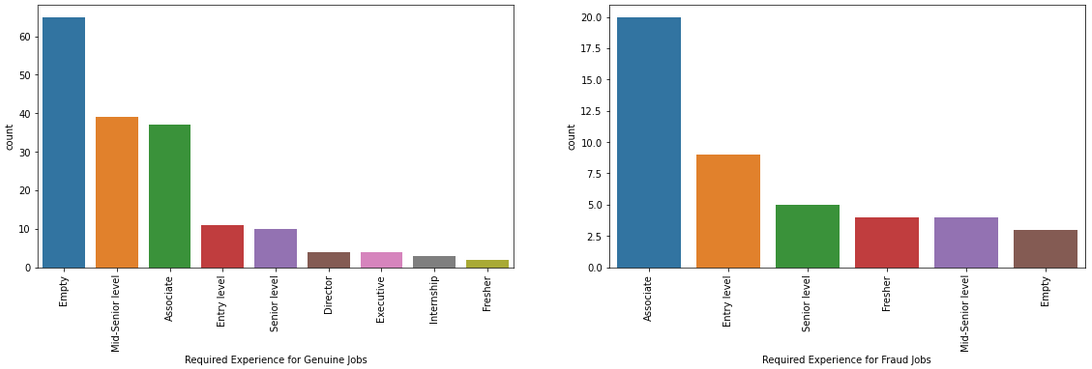 count
60
50
40
30
20
10
0
Empty
Mid-Senior level
Associate
Entry level
Senior level
Director
Executive
Internship
Fresher
Required Experience for Genuine Jobs
count
20.0
17.5
15.0
12.5
10.0
7.5
5.0
2.5
0.0
Associate
Entry level
Senior level
Fresher
Mid-Senior level
Empty
Required Experience for Fraud Jobs